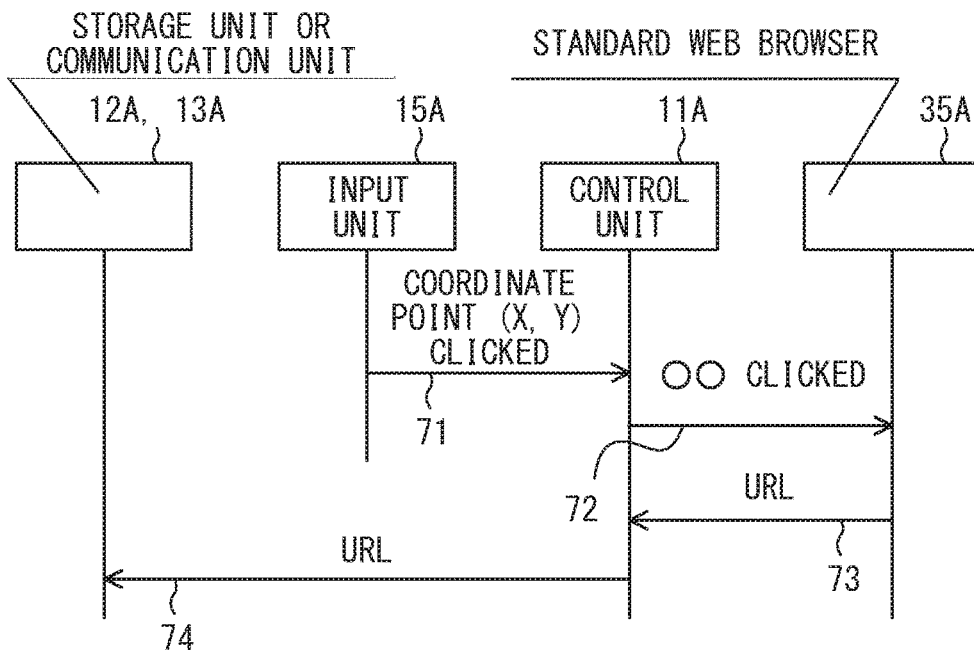 STORAGE UNIT OR
COMMUNICATION UNIT
STANDARD WEB BROWSER
12A, 13A
15A
11A
35A
INPUT
UNIT
CONTROL
UNIT
COORDINATE
POINT (X, Y)
CLICKED
71
○○ CLICKED
72
URL
73
URL
74